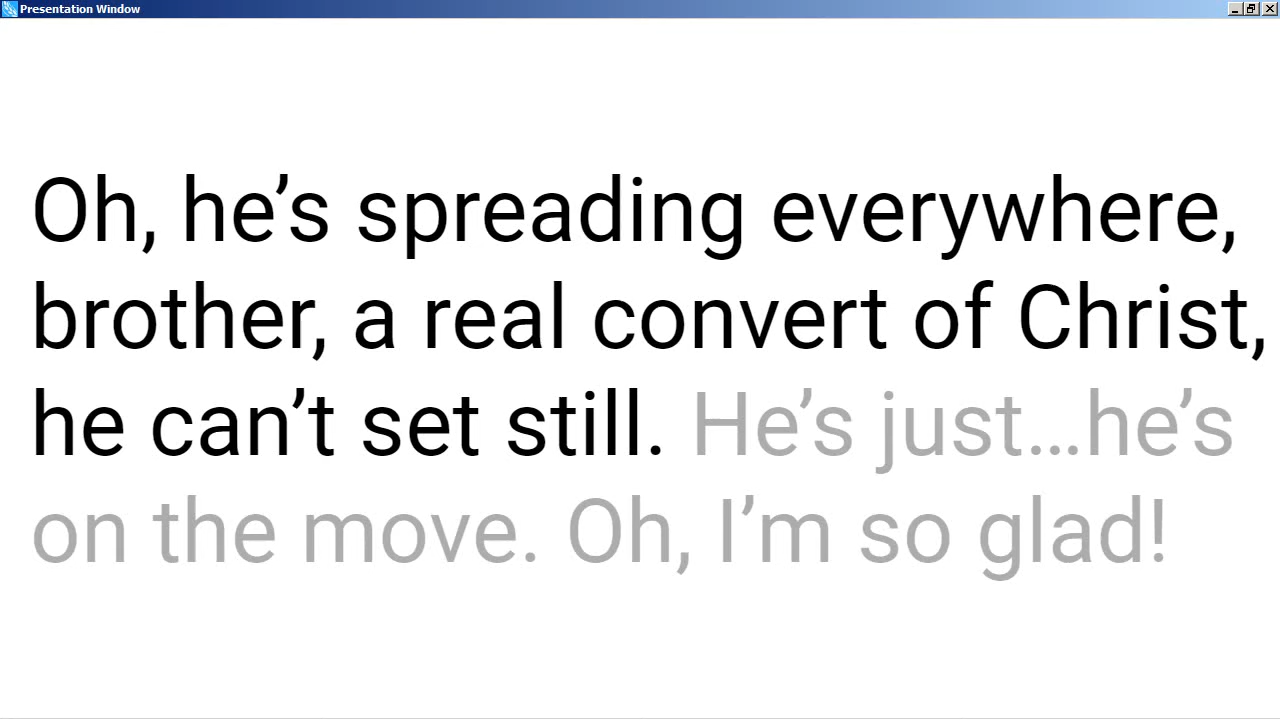 Presentation Window
Oh, he’s spreading everywhere,
brother, a real convert of Christ,
he can’t set still. He’s just…he’s
on the move. Oh, I’m so glad!